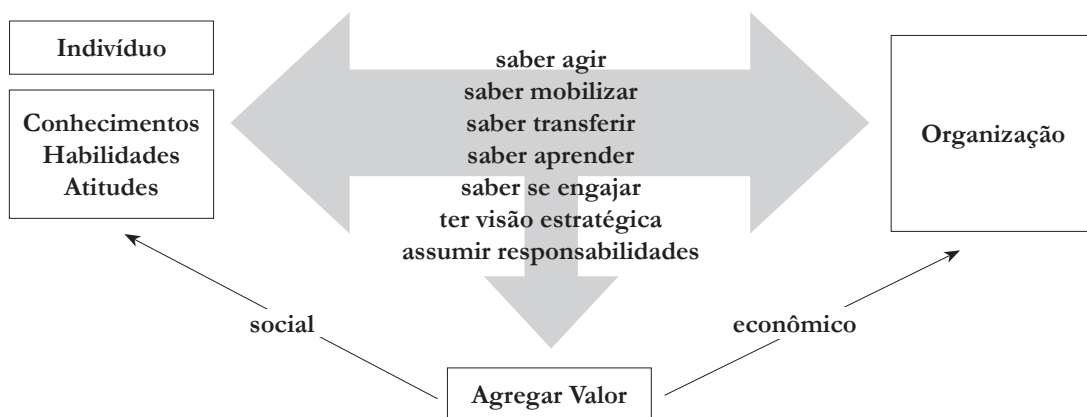 Indivíduo
Conhecimentos
Habilidades
Atitudes
saber agir
saber mobilizar
saber transferir
saber aprender
saber se engajar
ter visão estratégica
assumir responsabilidades
Organização
social
econômico
Agregar Valor